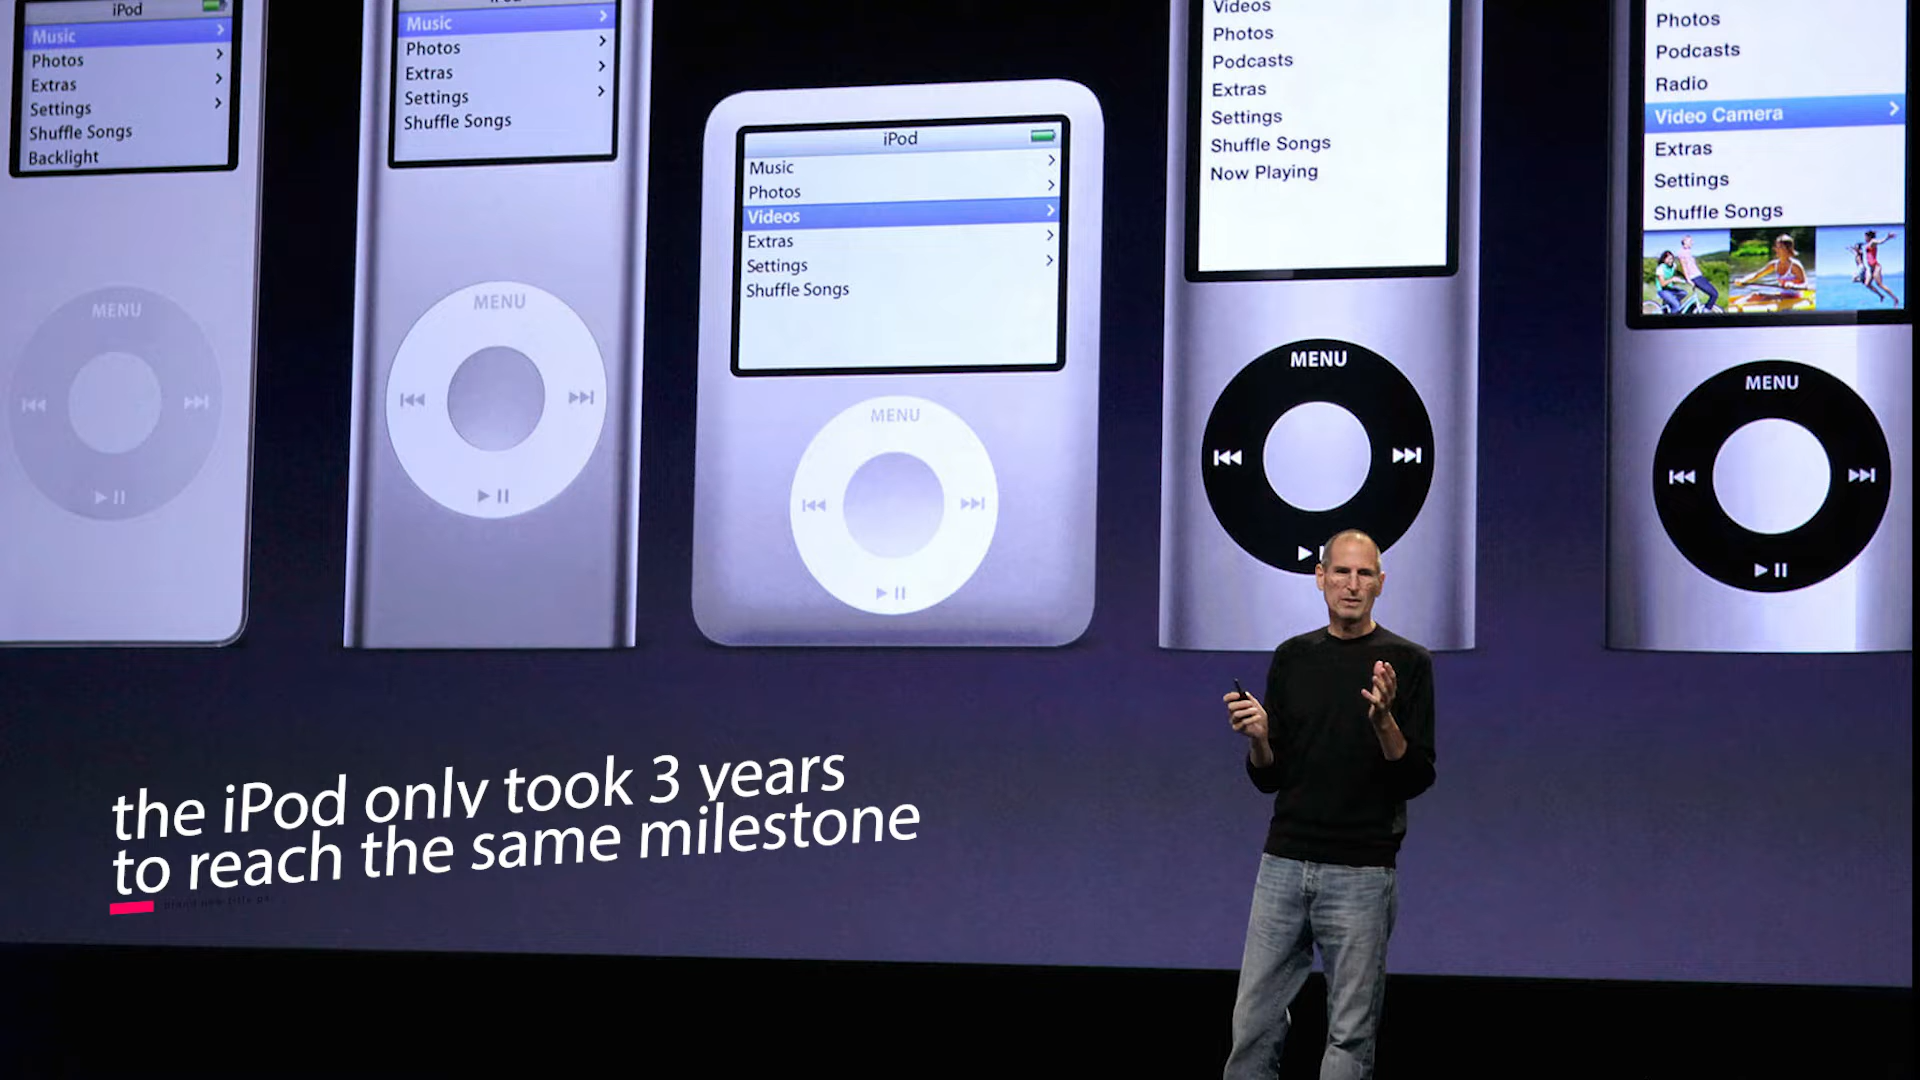 iPod
Music
Photos
Extras
Settings
Shuffle Songs
Backlight
MENU
Music
Photos
Extras
Settings
Shuffle Songs
MENU
iPod
Music
Photos
Videos
Extras
Settings
Shuffle Songs
MENU
Videos
Photos
Podcasts
Extras
Settings
Shuffle Songs
Now Playing
MENU
Photos
Podcasts
Radio
Video Camera
Extras
Settings
Shuffle Songs
MENU
the iPod only took 3 years
to reach the same milestone